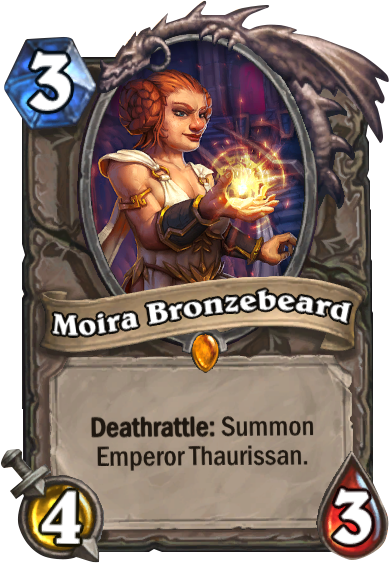 3
Moira Bronzebeard
Deathrattle: Summon
Emperor Thaurissan.
4
3